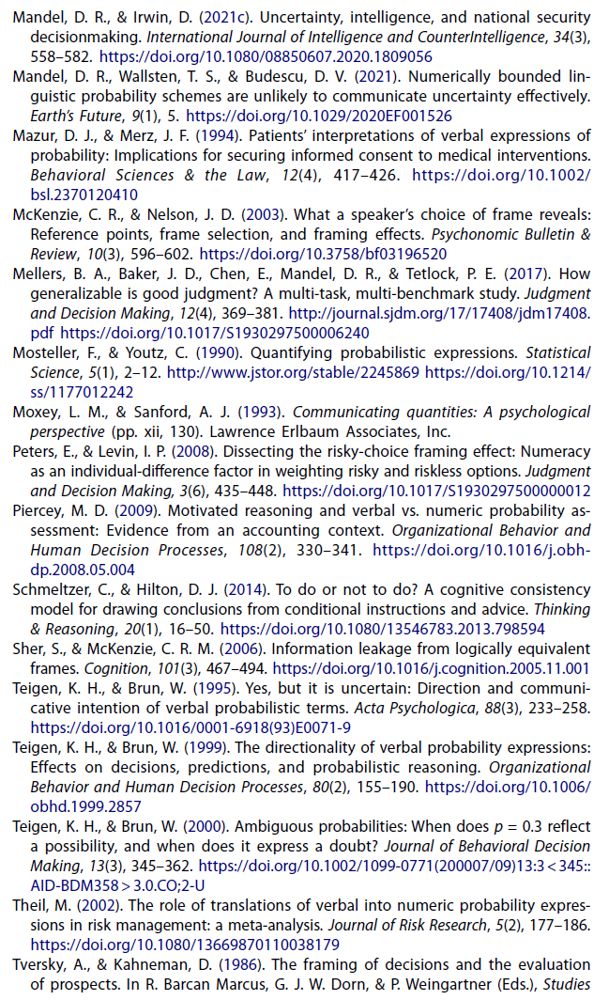 Mandel, D. R., & Irwin, D. (2021c). Uncertainty, intelligence, and national security
decisionmaking. International Journal of Intelligence and CounterIntelligence, 34(3),
558–582. https://doi.org/10.1080/08850607.2020.1809056
Mandel, D. R., Wallsten, T. S., & Budescu, D. V. (2021). Numerically bounded lin-
guistic probability schemes are unlikely to communicate uncertainty effectively.
Earth's Future, 9(1), 5. https://doi.org/10.1029/2020EF001526
Mazur, D. J., & Merz, J. F. (1994). Patients' interpretations of verbal expressions of
probability: Implications for securing informed consent to medical interventions.
Behavioral Sciences & the Law, 12(4), 417–426. https://doi.org/10.1002/
bsl.2370120410
McKenzie, C. R., & Nelson, J. D. (2003). What a speaker's choice of frame reveals:
Reference points, frame selection, and framing effects. Psychonomic Bulletin &
Review, 10(3), 596–602. https://doi.org/10.3758/bf03196520
Mellers, B. A., Baker, J. D., Chen, E., Mandel, D. R., & Tetlock, P. E. (2017). How
generalizable is good judgment? A multi-task, multi-benchmark study. Judgment
and Decision Making, 12(4), 369–381. http://journal.sjdm.org/17/17408/jdm17408.
pdf https://doi.org/10.1017/S1930297500006240
Mosteller, F., & Youtz, C. (1990). Quantifying probabilistic expressions. Statistical
Science, 5(1), 2–12. http://www.jstor.org/stable/2245869 https://doi.org/10.1214/
ss/1177012242
Moxey, L. M., & Sanford, A. J. (1993). Communicating quantities: A psychological
perspective (pp. xii, 130). Lawrence Erlbaum Associates, Inc.
Peters, E., & Levin, I. P. (2008). Dissecting the risky-choice framing effect: Numeracy
as an individual-difference factor in weighting risky and riskless options. Judgment
and Decision Making, 3(6), 435–448. https://doi.org/10.1017/S1930297500000012
Piercey, M. D. (2009). Motivated reasoning and verbal vs. numeric probability as-
sessment: Evidence from an accounting context. Organizational Behavior and
Human Decision Processes, 108(2), 330–341. https://doi.org/10.1016/j.obh-
dp.2008.05.004
Schmeltzer, C., & Hilton, D. J. (2014). To do or not to do? A cognitive consistency
model for drawing conclusions from conditional instructions and advice. Thinking
& Reasoning, 20(1), 16–50. https://doi.org/10.1080/13546783.2013.798594
Sher, S., & McKenzie, C. R. M. (2006). Information leakage from logically equivalent
frames. Cognition, 101(3), 467–494. https://doi.org/10.1016/j.cognition.2005.11.001
Teigen, K. H., & Brun, W. (1995). Yes, but it is uncertain: Direction and communi-
cative intention of verbal probabilistic terms. Acta Psychologica, 88(3), 233–258.
https://doi.org/10.1016/0001-6918(93)E0071-9
Teigen, K. H., & Brun, W. (1999). The directionality of verbal probability expressions:
Effects on decisions, predictions, and probabilistic reasoning. Organizational
Behavior and Human Decision Processes, 80(2), 155–190. https://doi.org/10.1006/
obhd.1999.2857
Teigen, K. H., & Brun, W. (2000). Ambiguous probabilities: When does p = 0.3 reflect
a possibility, and when does it express a doubt? Journal of Behavioral Decision
Making, 13(3), 345–362. https://doi.org/10.1002/1099-0771(200007/09)13:3 < 345::
AID-BDM358 > 3.0.CO;2-U
Theil, M. (2002). The role of translations of verbal into numeric probability expres-
sions in risk management: a meta-analysis. Journal of Risk Research, 5(2), 177–186.
https://doi.org/10.1080/13669870110038179
Tversky, A., & Kahneman, D. (1986). The framing of decisions and the evaluation
of prospects. In R. Barcan Marcus, G. J. W. Dorn, & P. Weingartner (Eds.), Studies